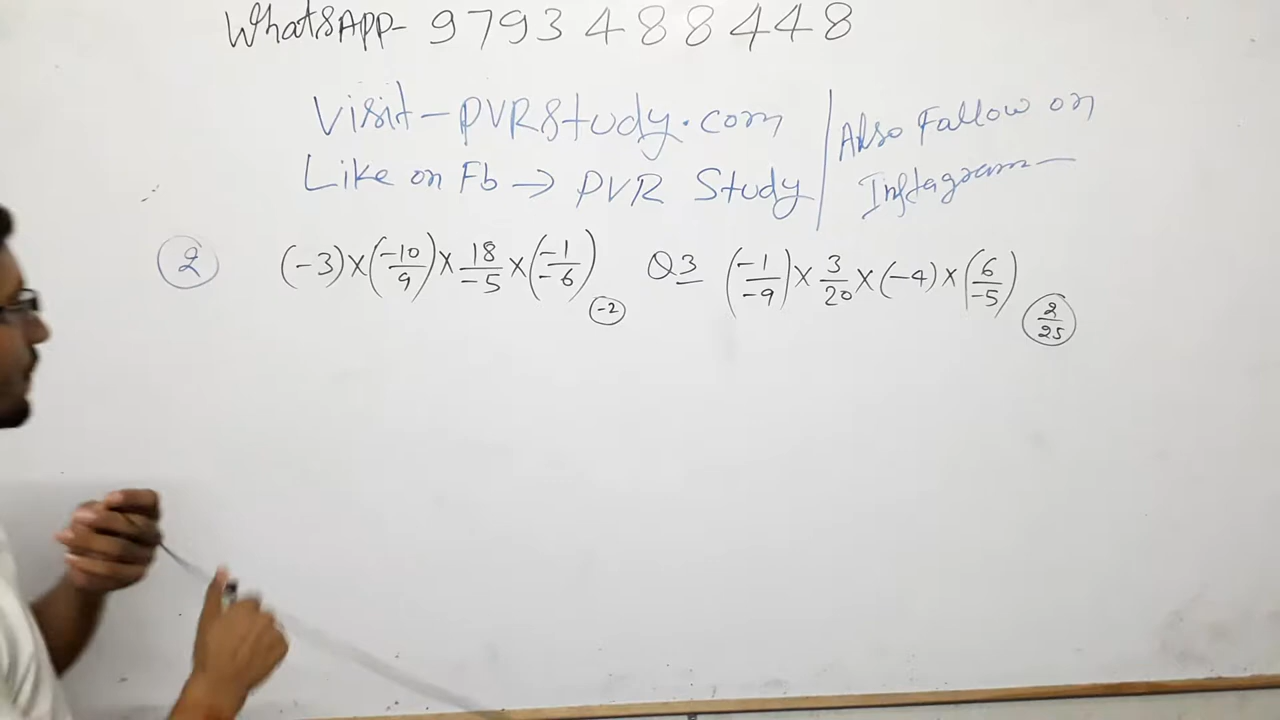 WhatsApp- 9793488448
Visit-PVRStudy.com
Like on Fb → PVR Study
Also Fallow on
Instagram-
2 (-3)×(-10/9)×18/-5×(-1/-6)
-2
Q3 (-1/-9)×3/20×(-4)×(6/-5)
2/25